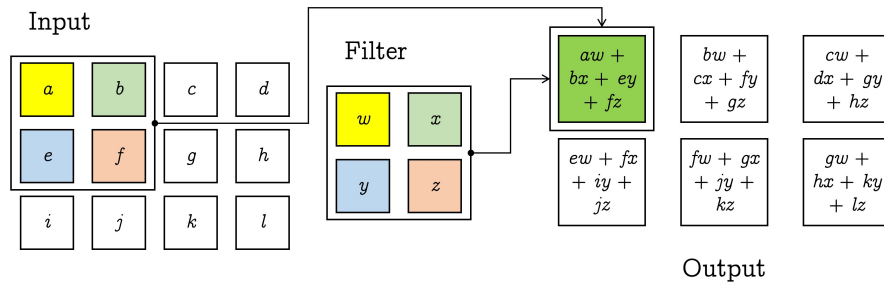 Input
Filter
a b c d
e f g h
i j k l
w x
y z
aw +
bx + ey
+ fz
bw +
cx + fy
+ gz
cw +
dx + gy
+ hz
ew + fx
+ iy +
jz
fw + gx
+ jy +
kz
gw +
hx + ky
+ lz
Output